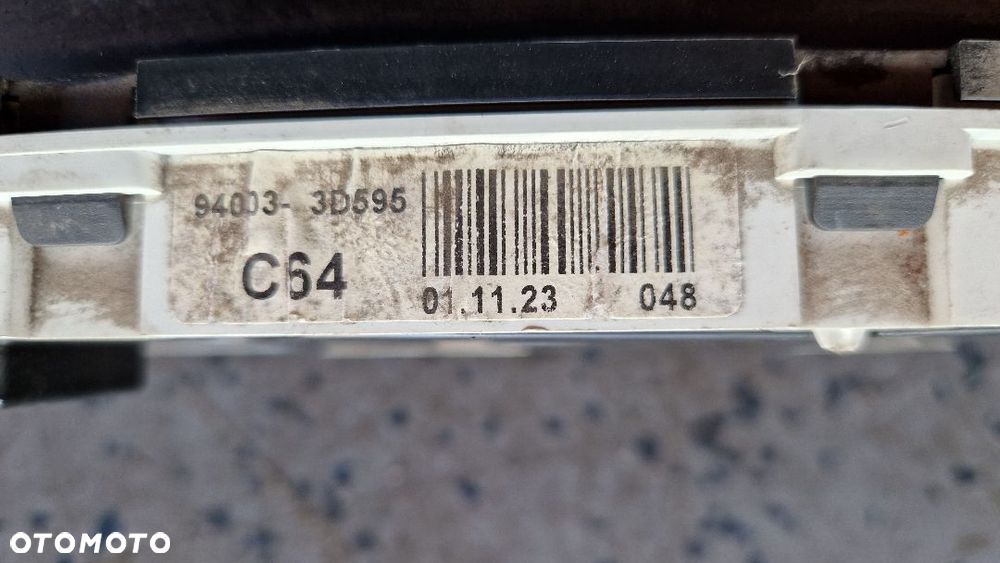 94003- 3D595
C64
01.11.23 048
OTOMOTO